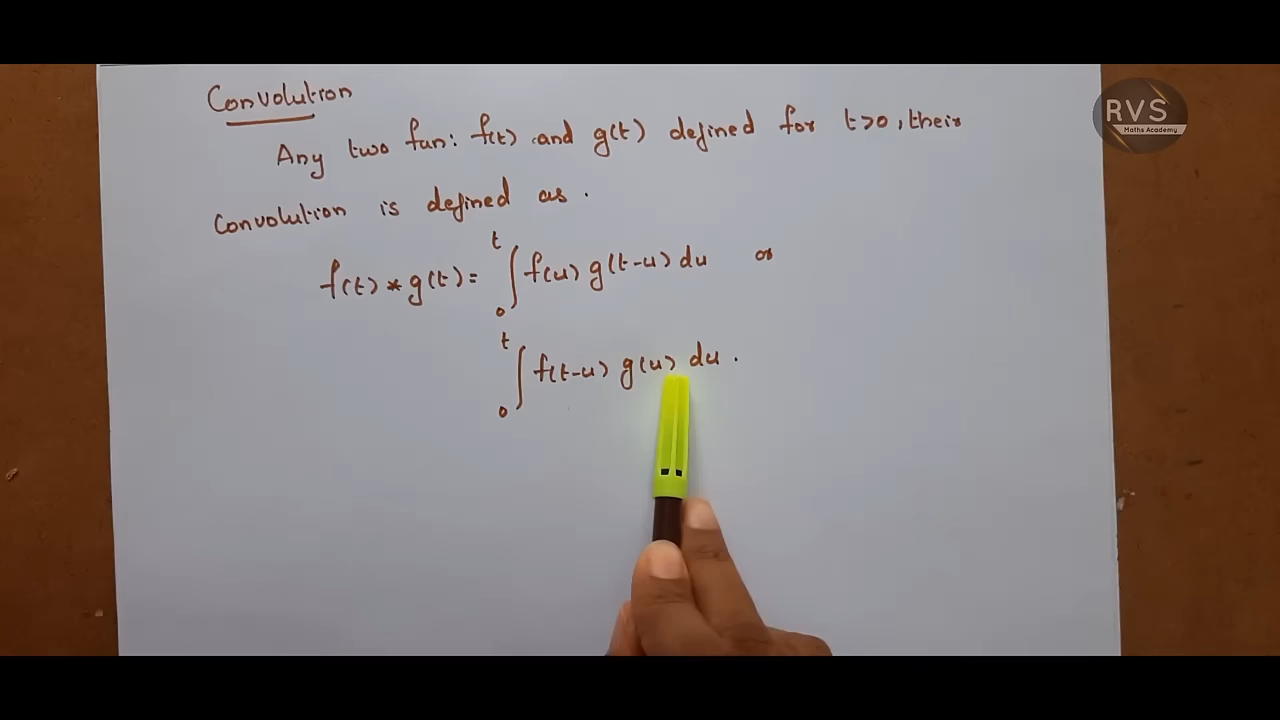 Convolution
Any two fun: f(t) and g(t) defined for t>0, their
Convolution is defined as.
f(t) * g(t) = ∫₀ᵗ f(u) g(t-u) du or
∫₀ᵗ f(t-u) g(u) du.
RVS
Maths Academy